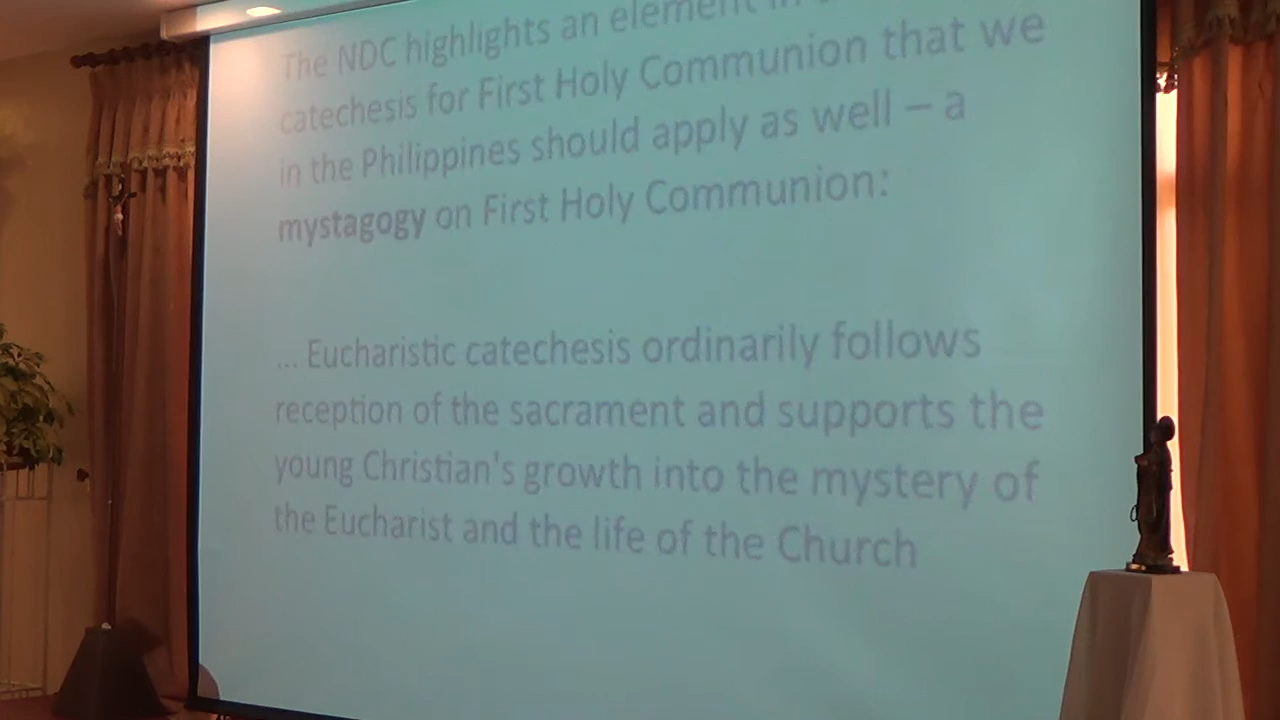 The NDC highlights an element in
catechesis for First Holy Communion that we
in the Philippines should apply as well – a
mystagogy on First Holy Communion:
... Eucharistic catechesis ordinarily follows
reception of the sacrament and supports the
young Christian's growth into the mystery of
the Eucharist and the life of the Church